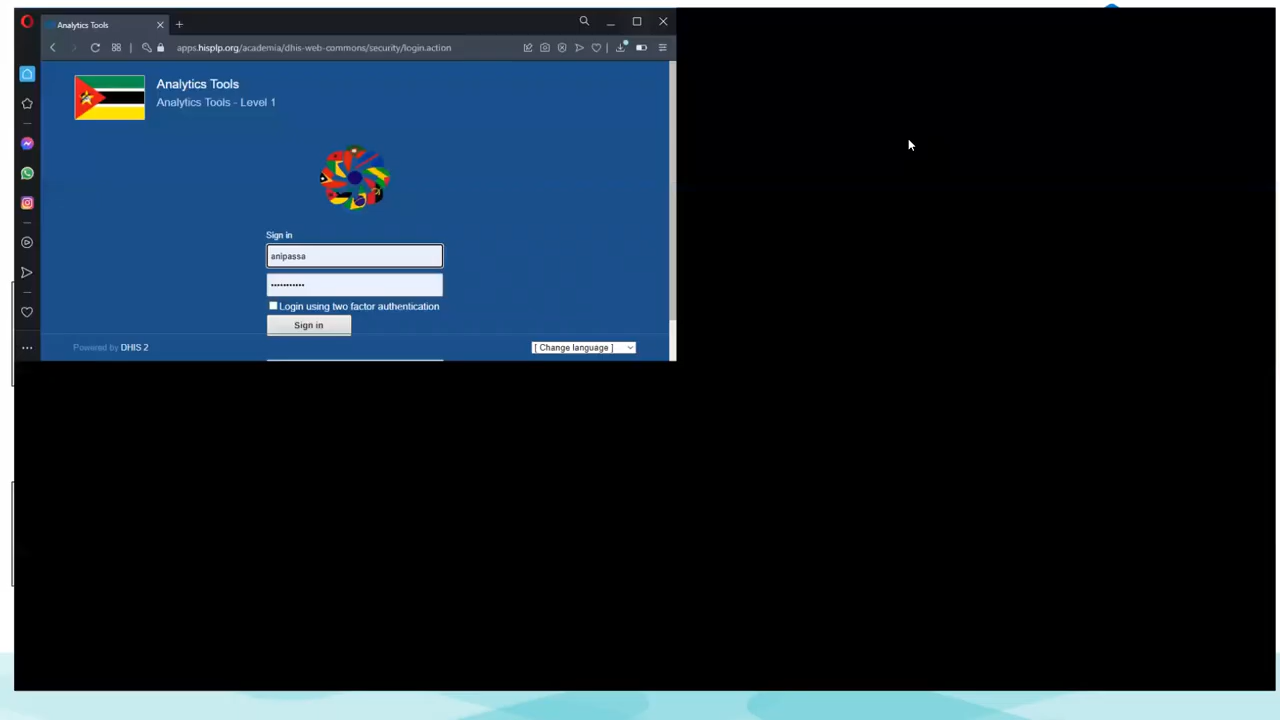 Analytics Tools
apps.hisplp.org/academia/dhis-web-commons/security/login.action
Analytics Tools
Analytics Tools - Level 1
Sign in
anipassa
•••••••••••
Login using two factor authentication
Sign in
Powered by DHIS 2
[ Change language ]